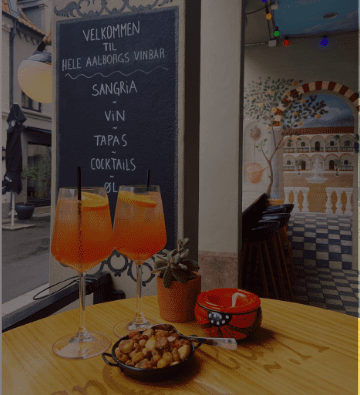 VELKOMMEN
TIL
HELE AALBORGS VINBAR
SANGRIA
~
VIN
~
TAPAS
~
COCKTAILS
~
ØL